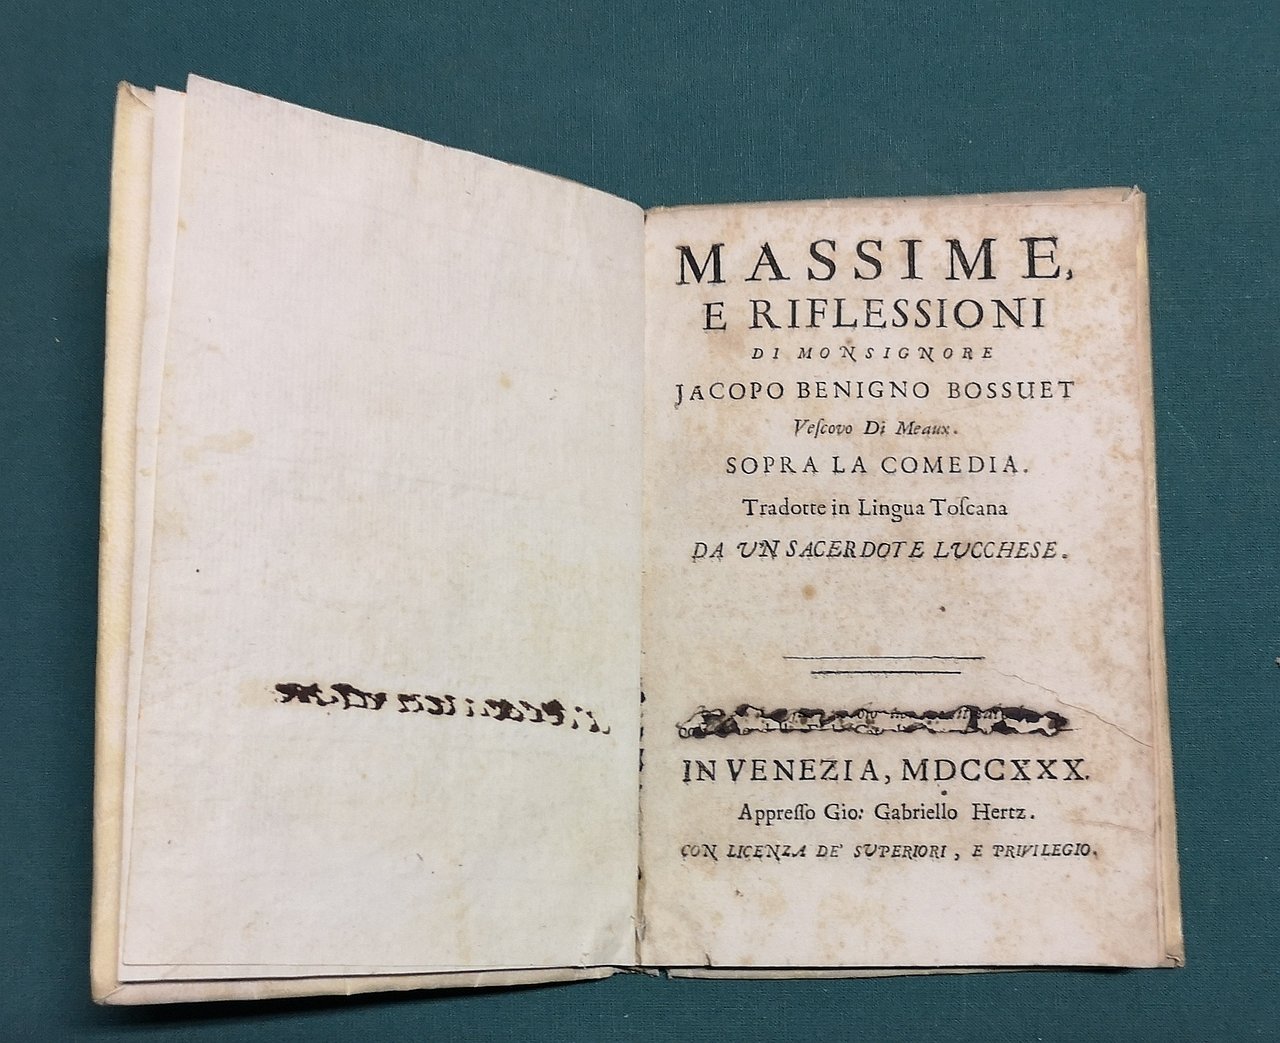 MASSIME,
E RIFLESSIONI
DI MONSIGNORE
JACOPO BENIGNO BOSSUET
Veſcovo Di Meaux.
SOPRA LA COMEDIA.
Tradotte in Lingua Toſcana
DA UN SACERDOTE LUCCHESE.
IN VENEZIA, MDCCXXX.
Appreſſo Gio: Gabriello Hertz.
CON LICENZA DE' SUPERIORI, E PRIVILEGIO.